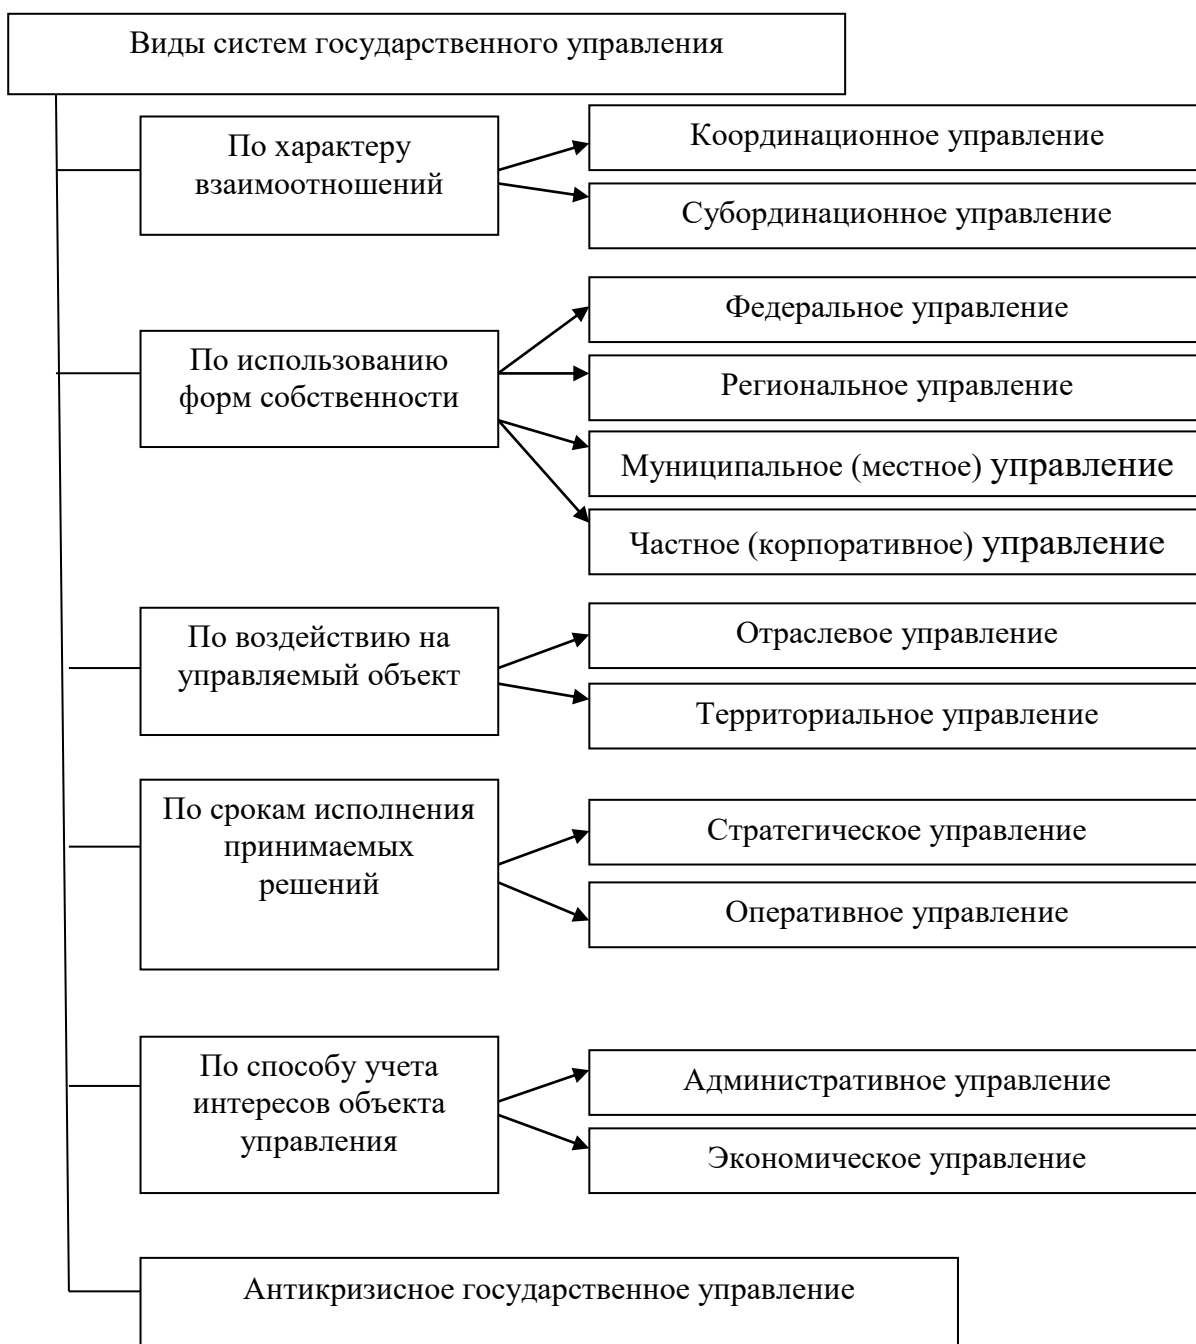 Виды систем государственного управления
По характеру
взаимоотношений
Координационное управление
Субординационное управление
По использованию
форм собственности
Федеральное управление
Региональное управление
Муниципальное (местное) управление
Частное (корпоративное) управление
По воздействию на
управляемый объект
Отраслевое управление
Территориальное управление
По срокам исполнения
принимаемых
решений
Стратегическое управление
Оперативное управление
По способу учета
интересов объекта
управления
Административное управление
Экономическое управление
Антикризисное государственное управление